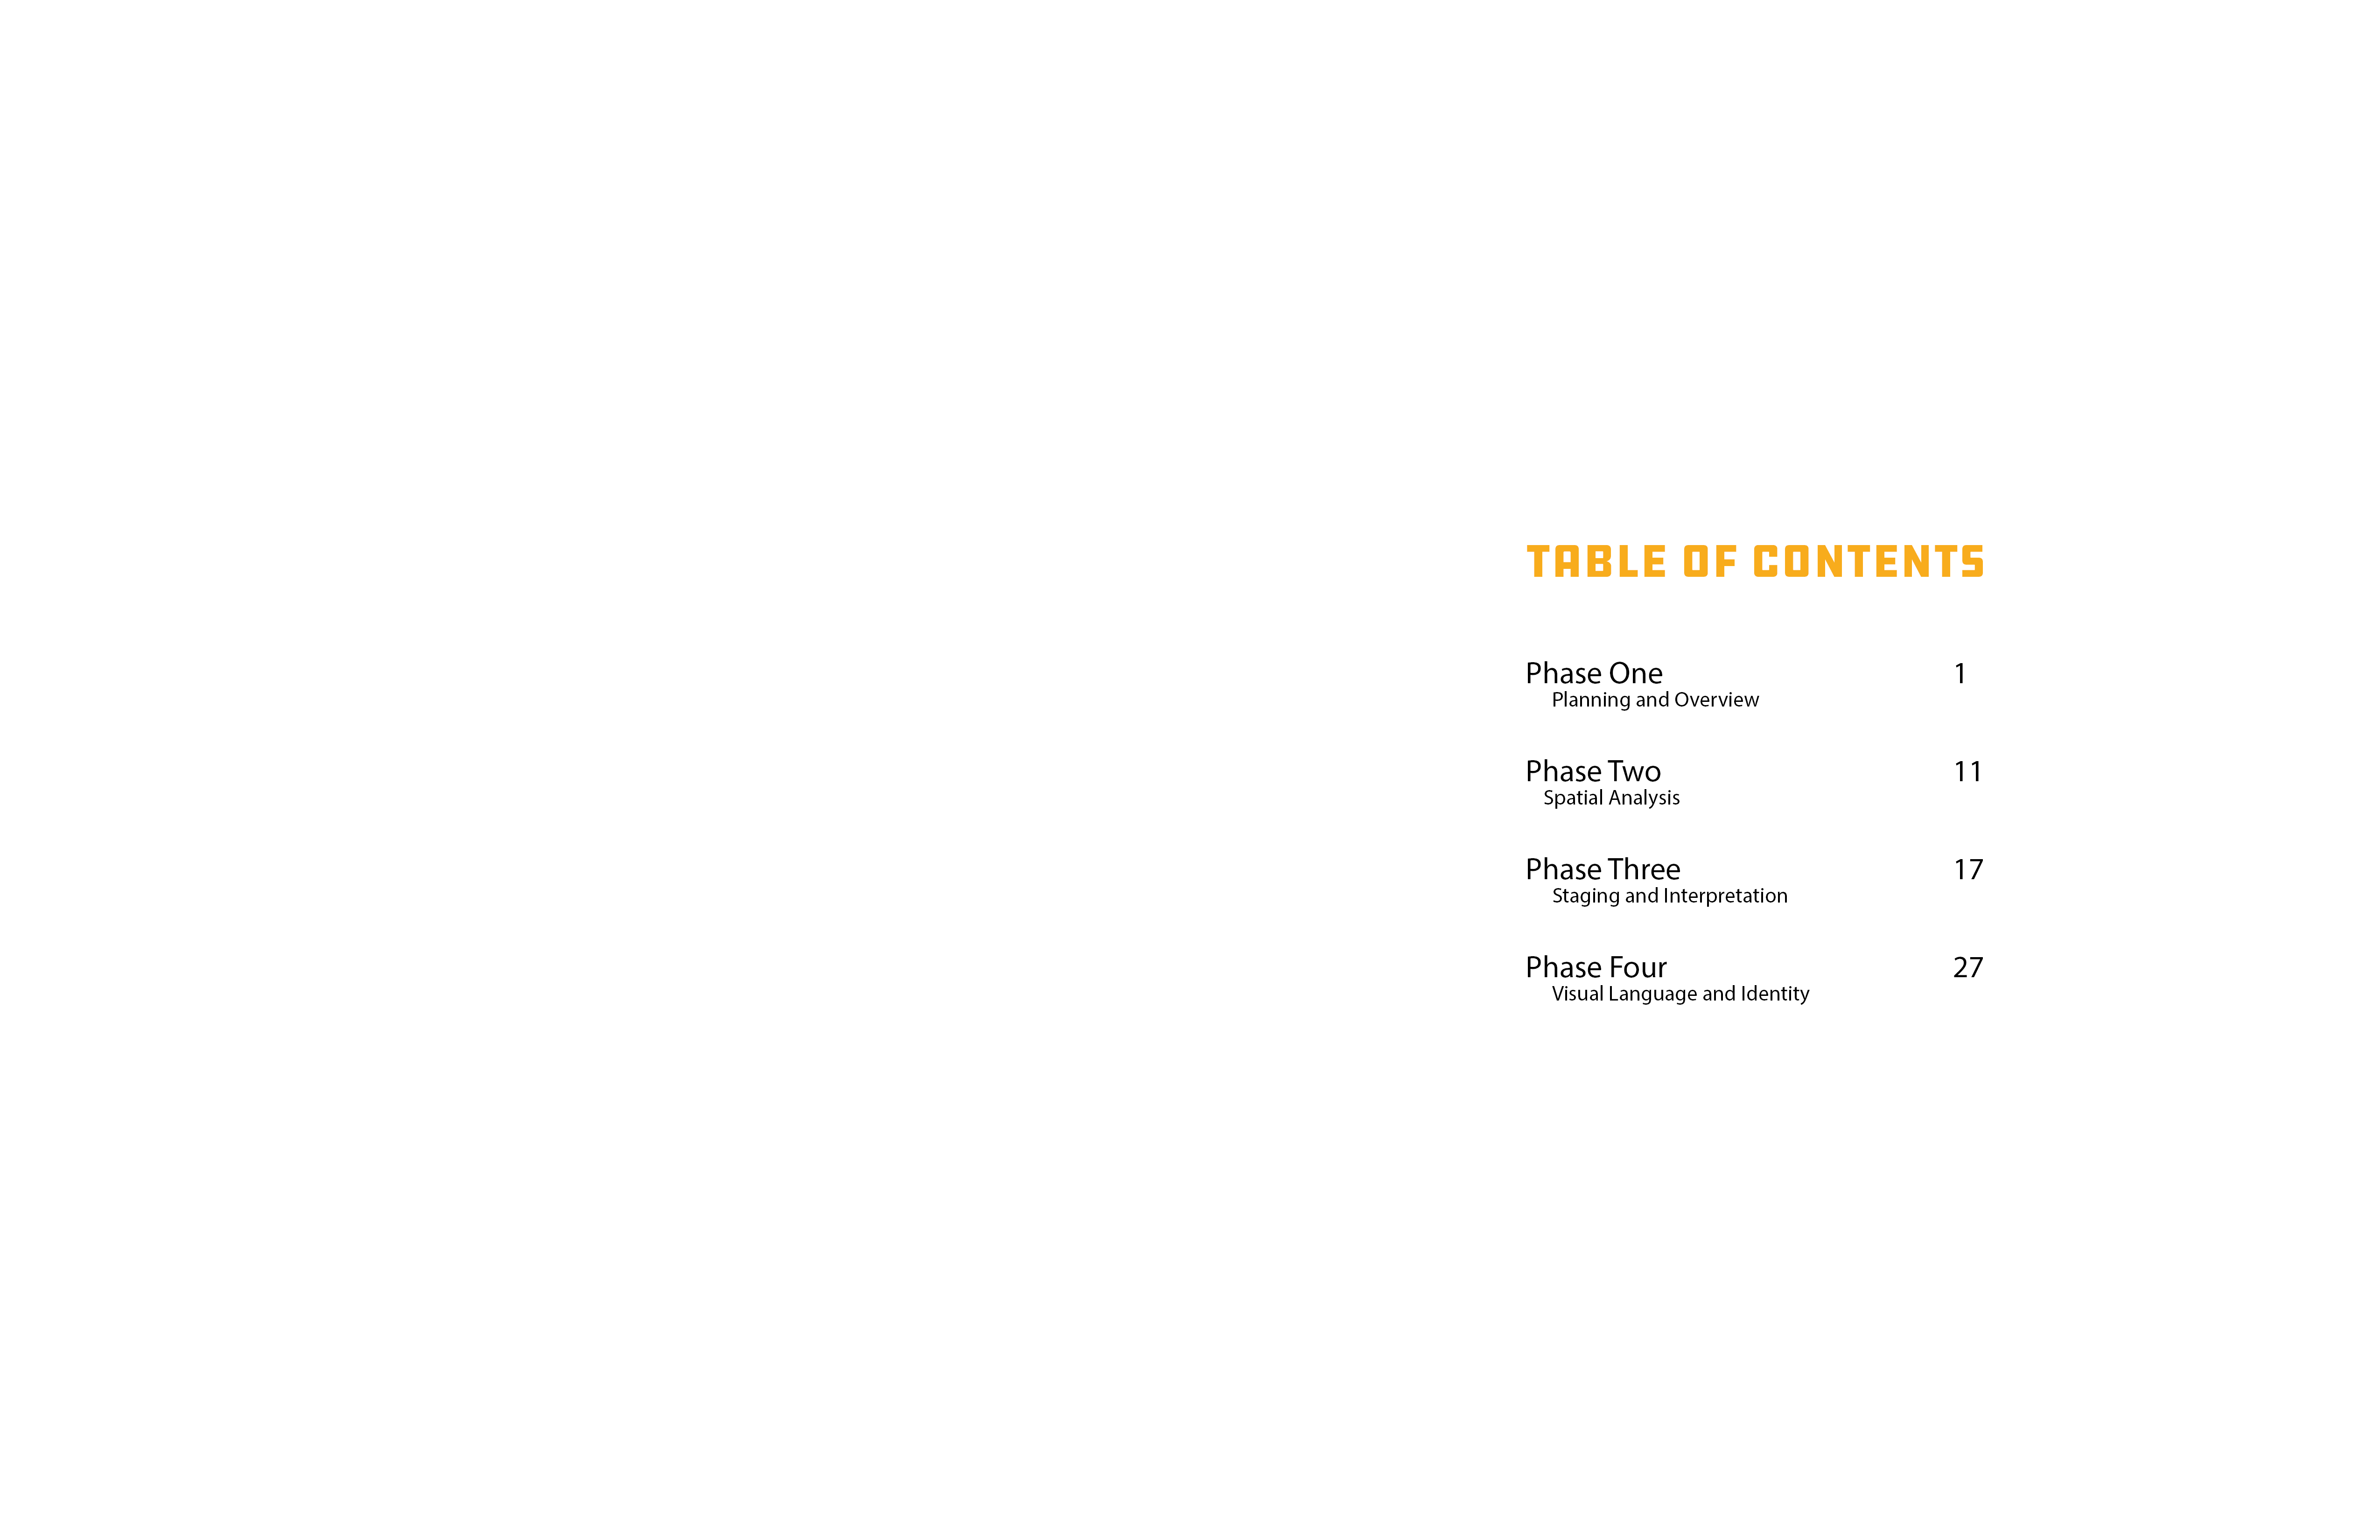 TABLE OF CONTENTS
Phase One 1
Planning and Overview
Phase Two 11
Spatial Analysis
Phase Three 17
Staging and Interpretation
Phase Four 27
Visual Language and Identity